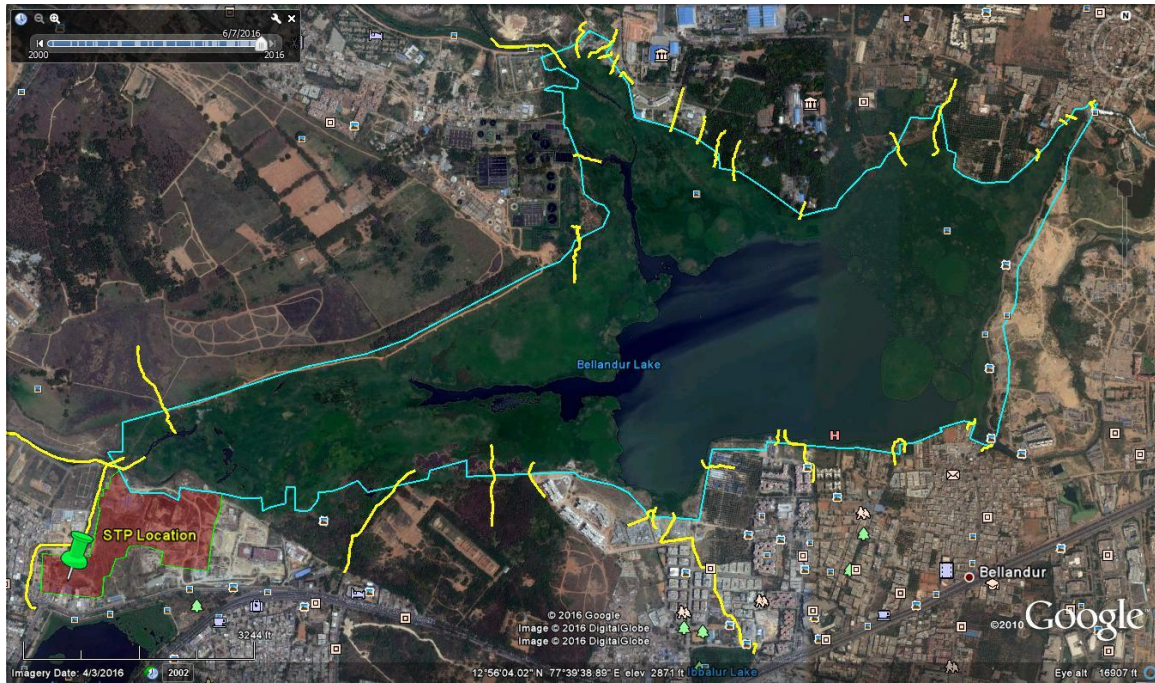 6/7/2016
2000
2016
N
Bellandur Lake
H
STP Location
Bellandur
© 2016 Google
Image © 2016 DigitalGlobe
Image © 2016 DigitalGlobe
©2010 Google
3244 ft
Imagery Date: 4/3/2016
2002
12°56'04.02" N 77°39'38.89" E elev 2871 ft
Ibbalur Lake
Eye alt 16907 ft